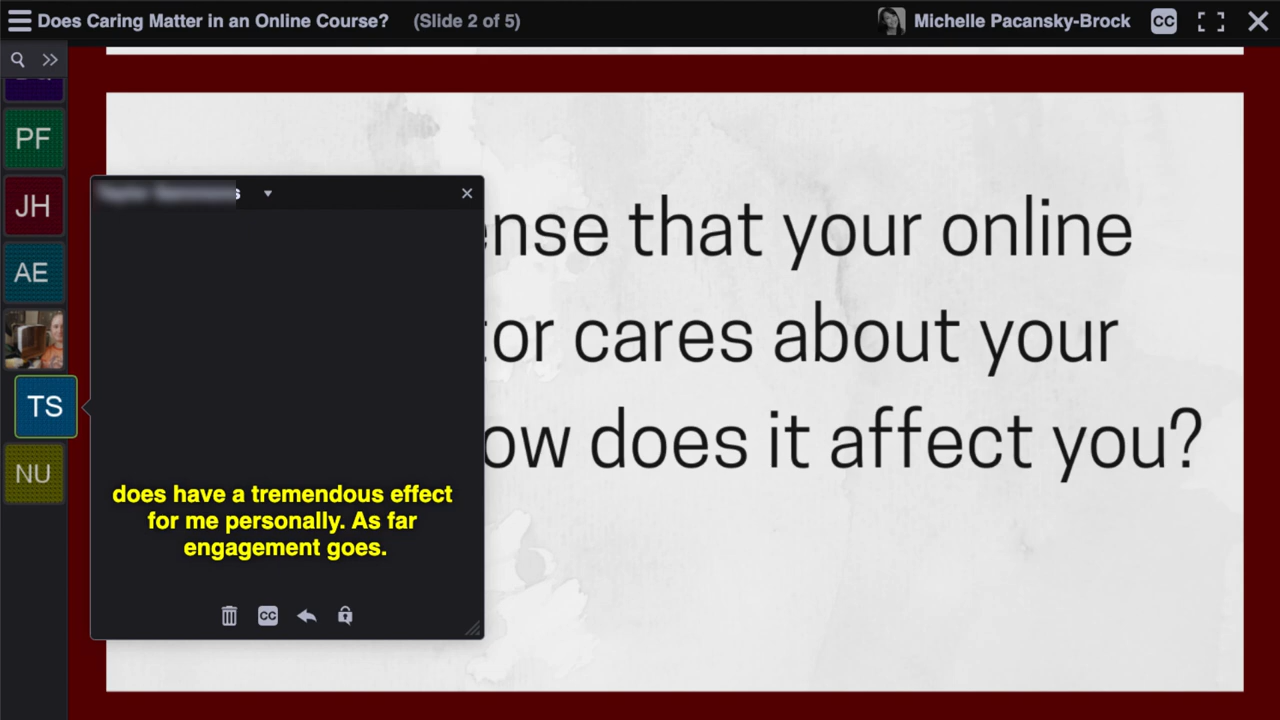 Does Caring Matter in an Online Course? (Slide 2 of 5)
Michelle Pacansky-Brock
CC
PF
JH
AE
TS
NU
ense that your online
tor cares about your
ow does it affect you?
does have a tremendous effect
for me personally. As far
engagement goes.
CC